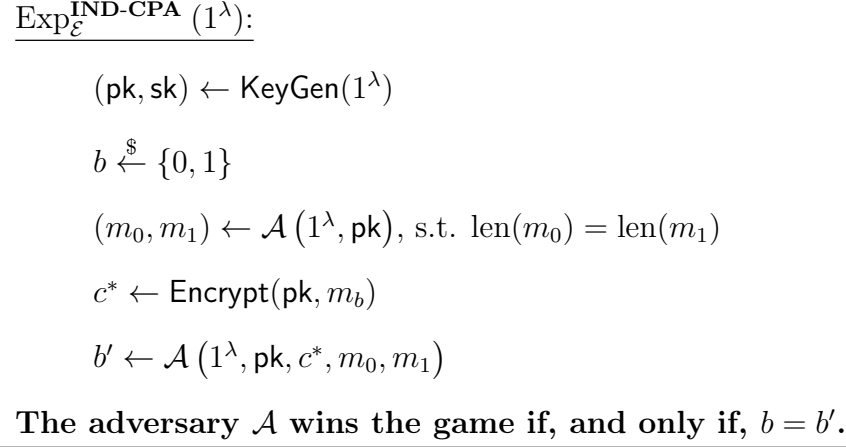 Exp_ℰ^IND-CPA (1^λ):
(pk, sk) ← KeyGen(1^λ)
b ←^$ {0, 1}
(m_0, m_1) ← 𝒜 (1^λ, pk), s.t. len(m_0) = len(m_1)
c^* ← Encrypt(pk, m_b)
b′ ← 𝒜 (1^λ, pk, c^*, m_0, m_1)
The adversary 𝒜 wins the game if, and only if, b = b′.